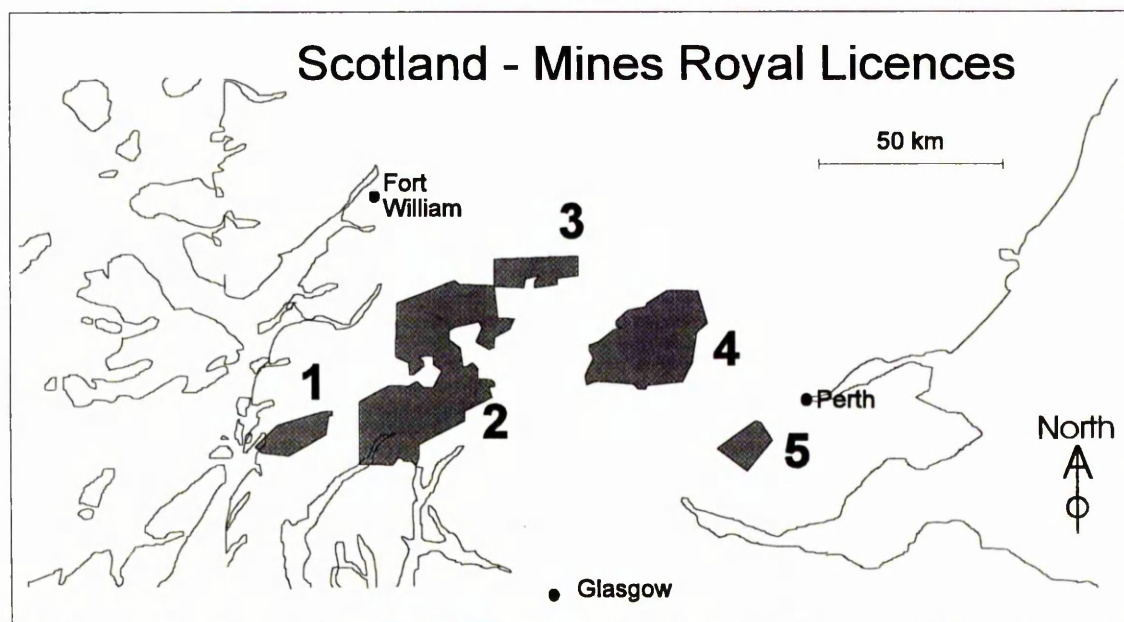 Scotland - Mines Royal Licences
50 km
Fort
William
3
4
1
Perth
2
5
North
Glasgow